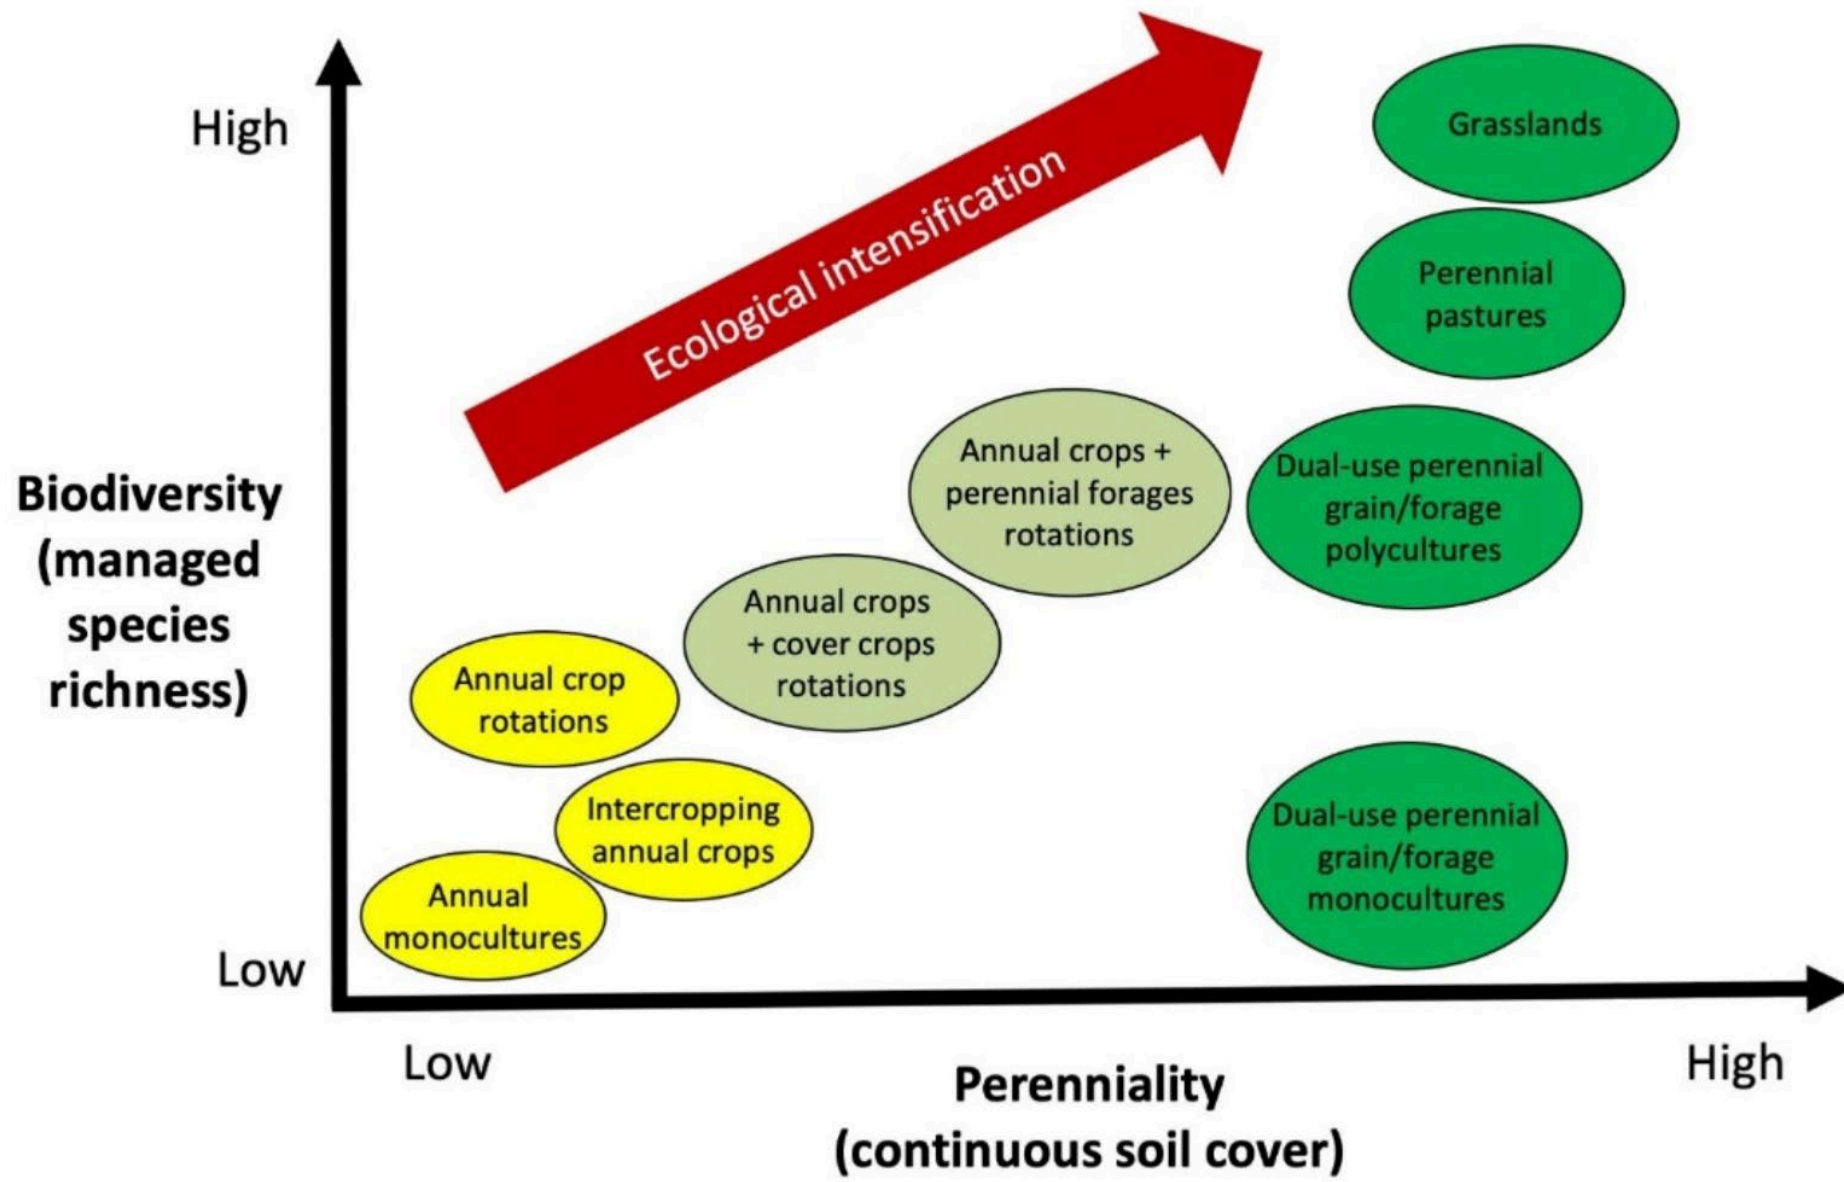 High
Ecological intensification
Grasslands
Perennial
pastures
Biodiversity
(managed
species
richness)
Annual crops +
perennial forages
rotations
Dual-use perennial
grain/forage
polycultures
Annual crops
+ cover crops
rotations
Annual crop
rotations
Intercropping
annual crops
Dual-use perennial
grain/forage
monocultures
Annual
monocultures
Low
Low
High
Perenniality
(continuous soil cover)